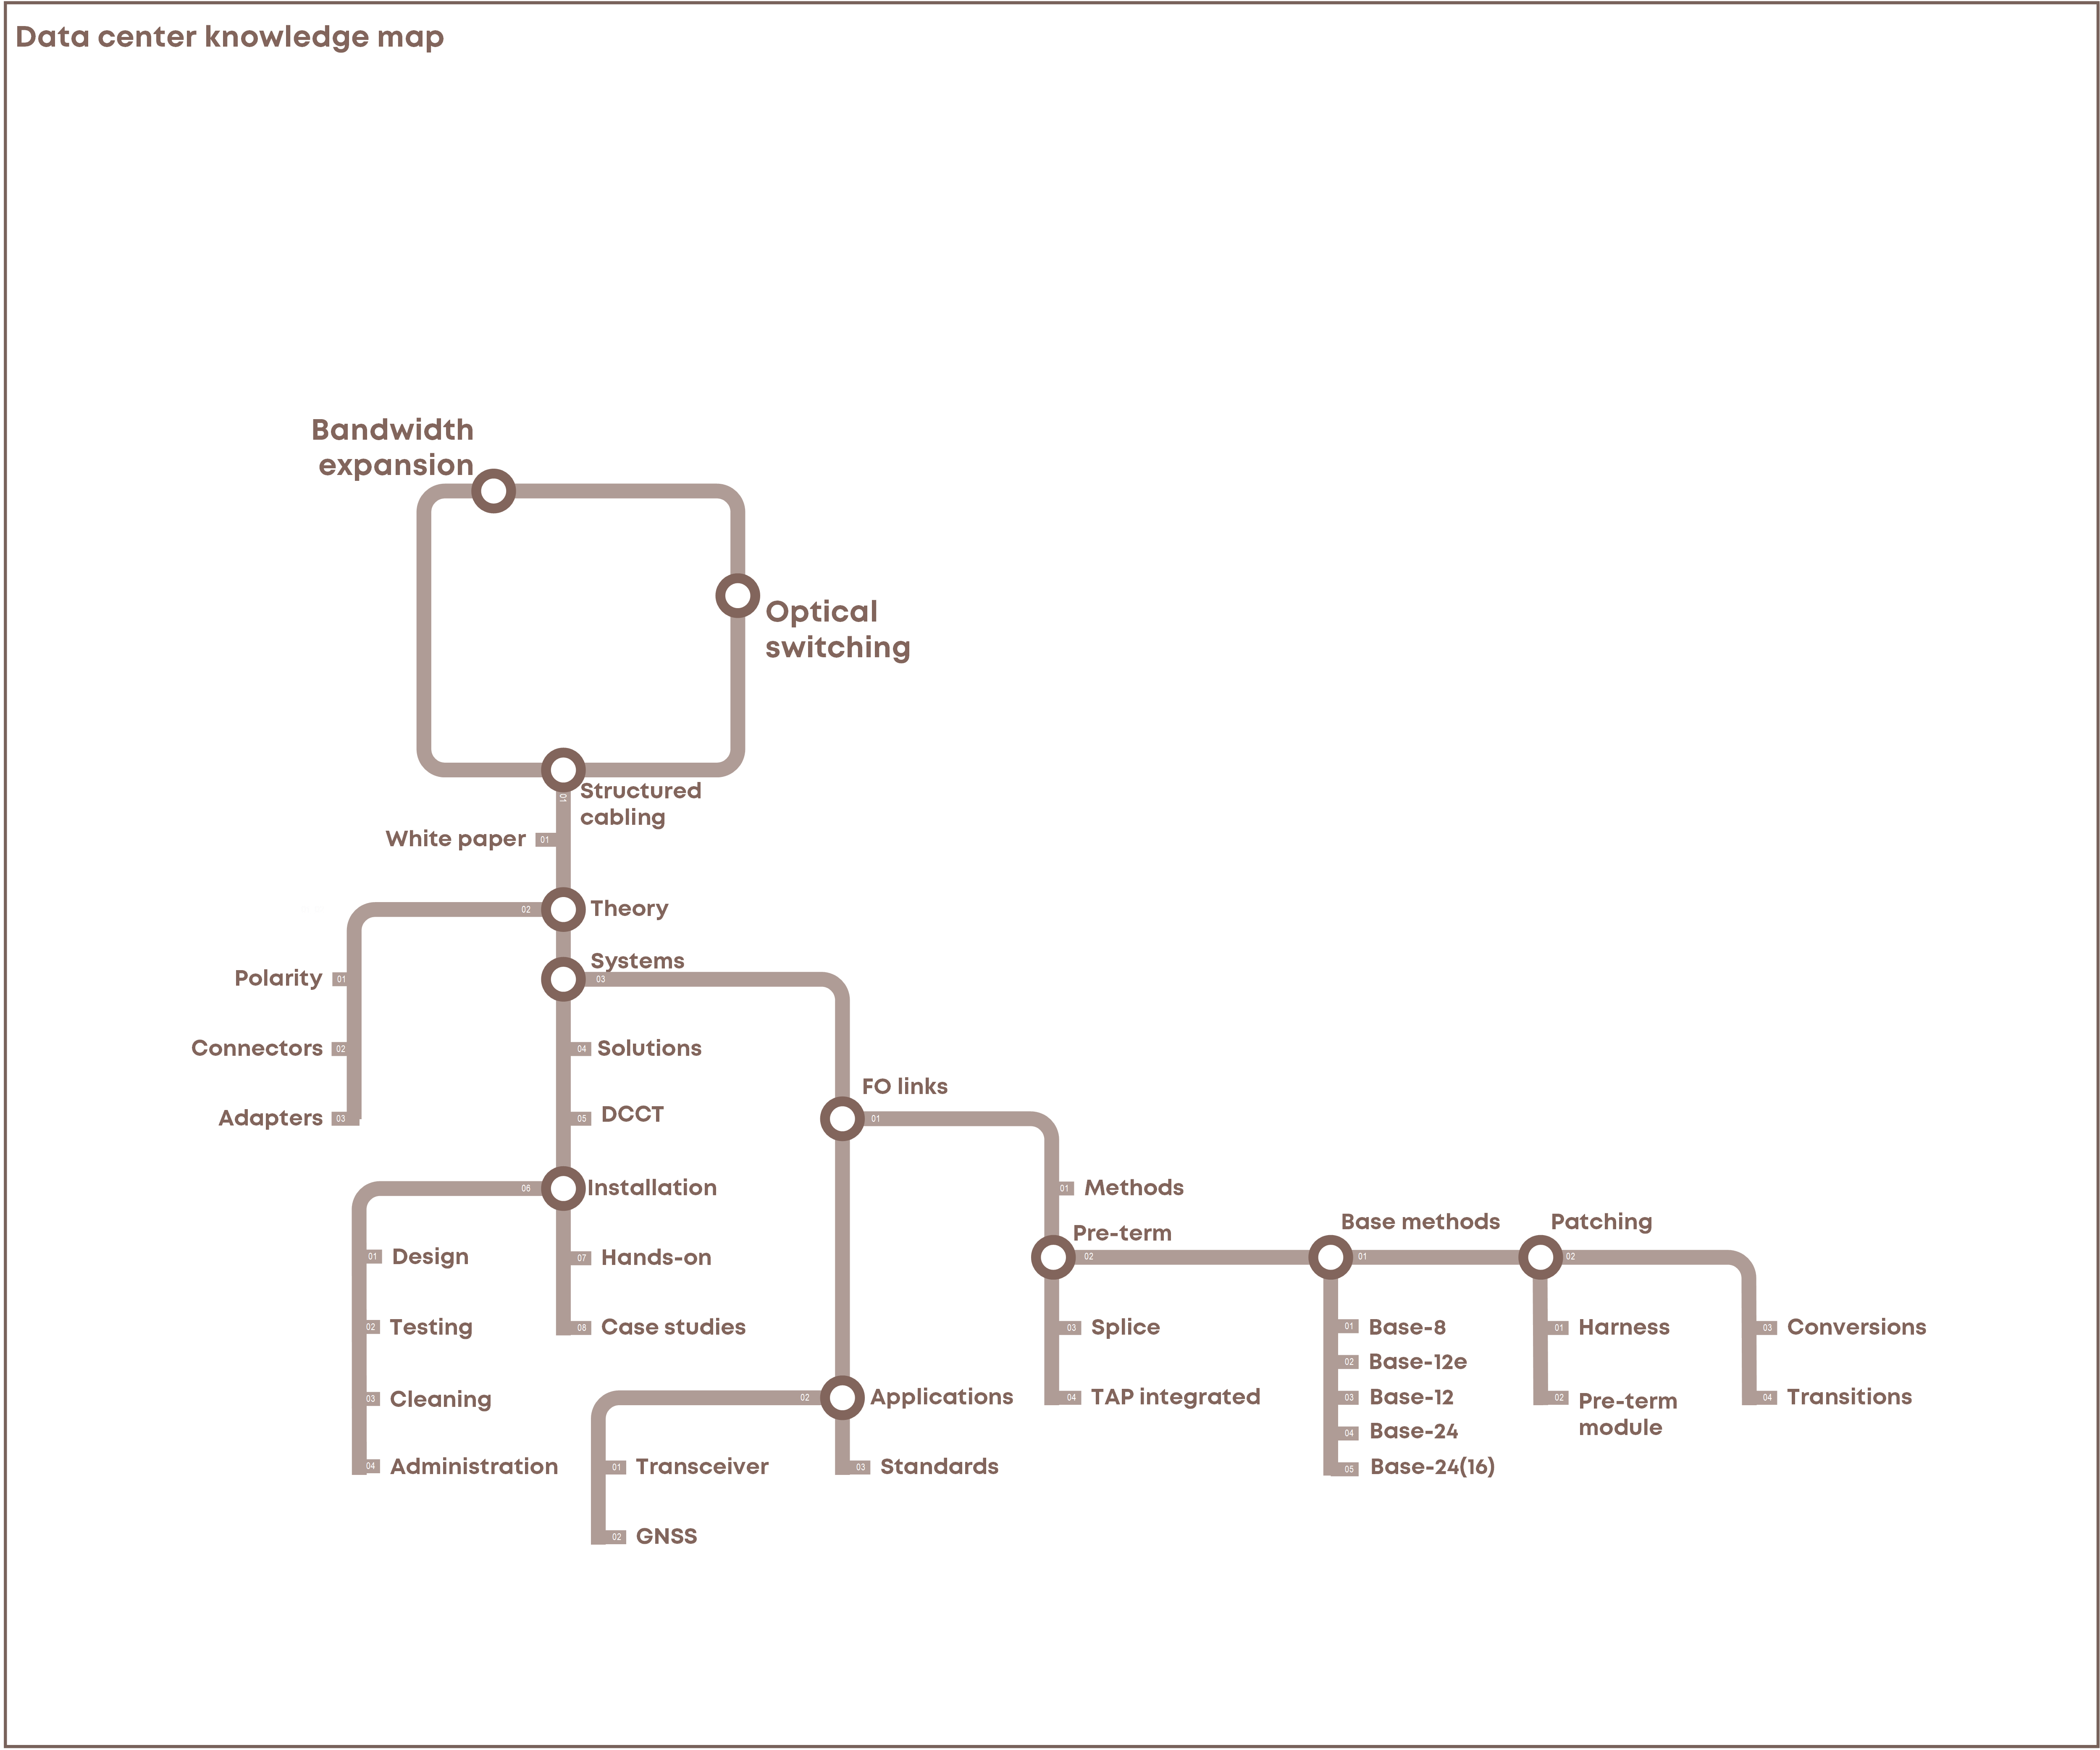 Data center knowledge map
Bandwidth
expansion
Optical
switching
Structured
cabling
01
White paper 01
02 Theory
Systems
03
Polarity 01
Connectors 02
Adapters 03
04 Solutions
05 DCCT
06 Installation
01 Design
02 Testing
03 Cleaning
04 Administration
07 Hands-on
08 Case studies
FO links
01
02 Applications
01 Transceiver
02 GNSS
03 Standards
01 Methods
Pre-term
02
03 Splice
04 TAP integrated
Base methods
01
01 Base-8
02 Base-12e
03 Base-12
04 Base-24
05 Base-24(16)
Patching
02
01 Harness
02 Pre-term
module
03 Conversions
04 Transitions